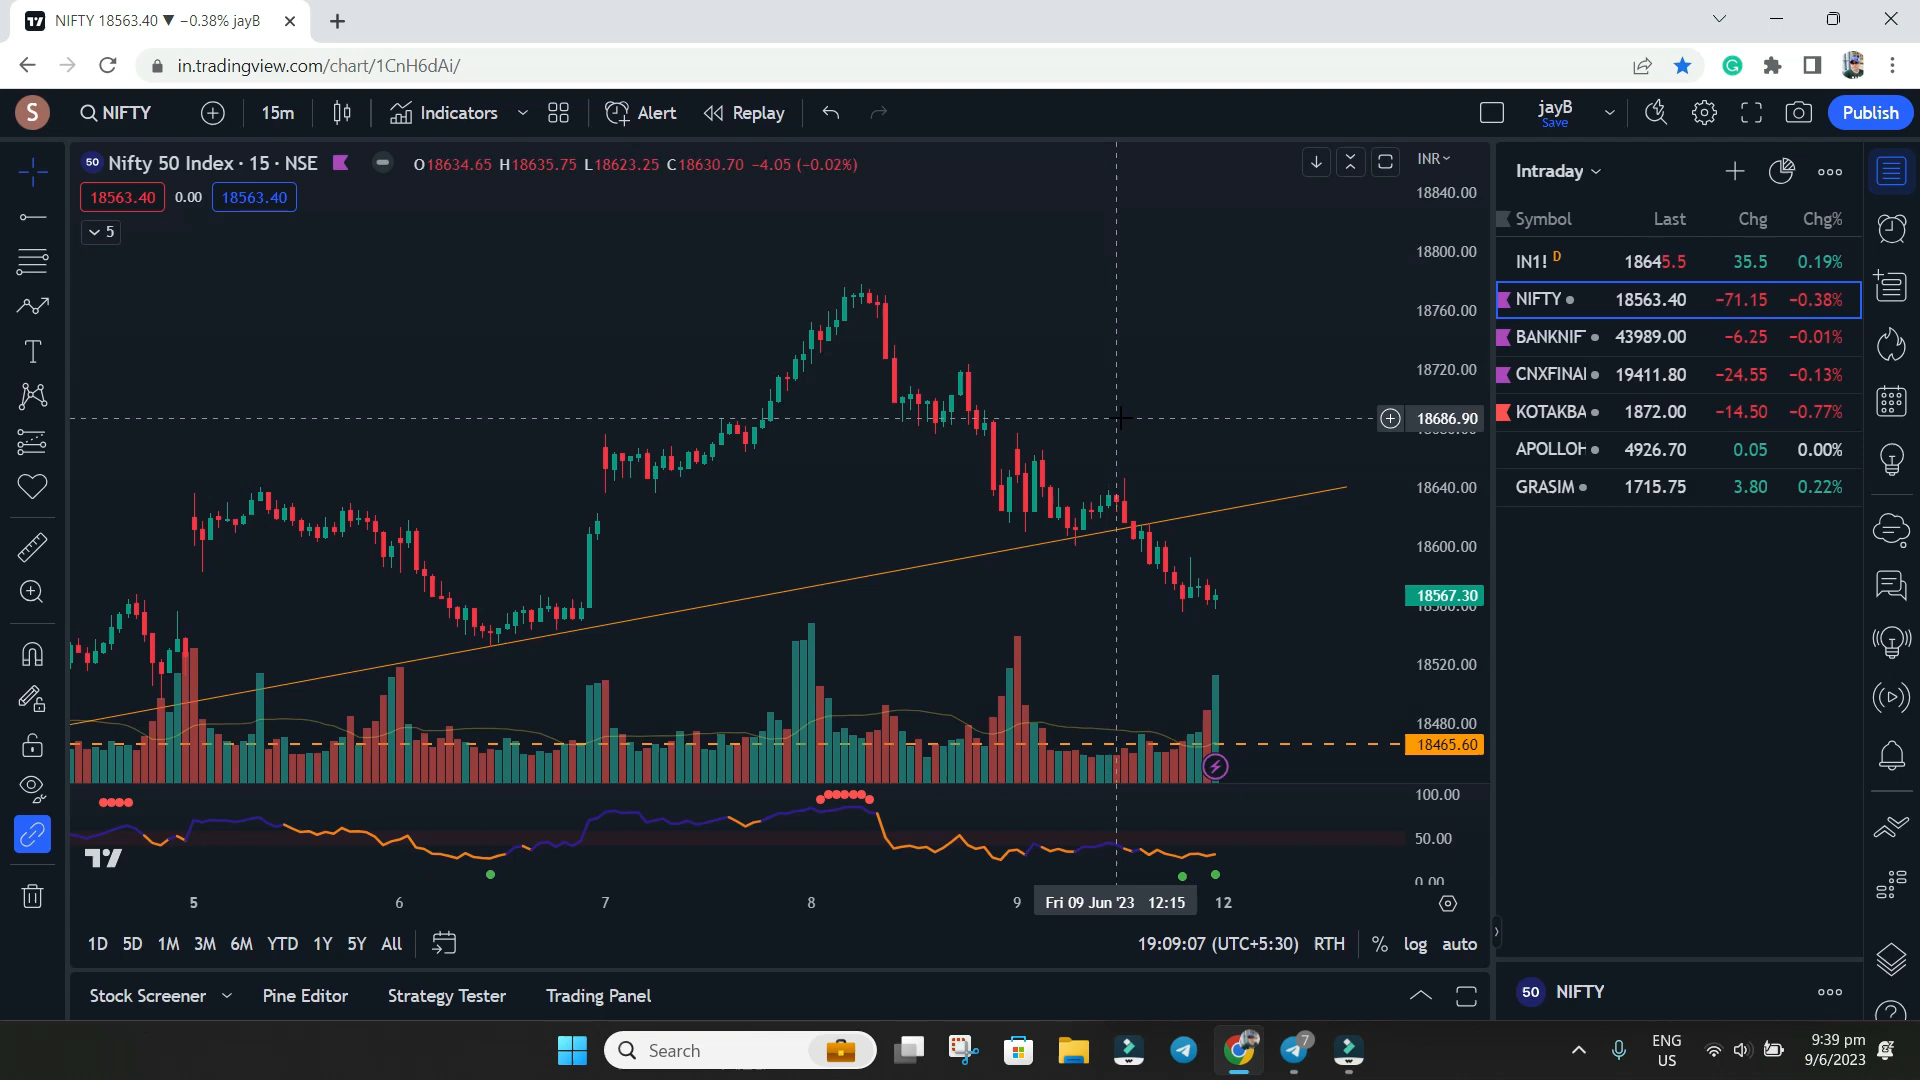 NIFTY 18563.40 ▼ −0.38% jayB
in.tradingview.com/chart/1CnH6dAi/
S
NIFTY
15m
Indicators
Alert
Replay
jayB
Save
Publish
50 Nifty 50 Index · 15 · NSE
O18634.65 H18635.75 L18623.25 C18630.70 −4.05 (−0.02%)
18563.40 0.00 18563.40
5
INR
18840.00
18800.00
18760.00
18720.00
18686.90
18640.00
18600.00
18567.30
18520.00
18480.00
18465.60
100.00
50.00
0.00
5 6 7 8 9 Fri 09 Jun '23 12:15 12
1D 5D 1M 3M 6M YTD 1Y 5Y All
19:09:07 (UTC+5:30) RTH % log auto
Stock Screener Pine Editor Strategy Tester Trading Panel
Intraday
Symbol Last Chg Chg%
IN1! D 18645.5 35.5 0.19%
NIFTY 18563.40 −71.15 −0.38%
BANKNIF 43989.00 −6.25 −0.01%
CNXFINAI 19411.80 −24.55 −0.13%
KOTAKBA 1872.00 −14.50 −0.77%
APOLLOH 4926.70 0.05 0.00%
GRASIM 1715.75 3.80 0.22%
50 NIFTY
Search
7
ENG
US
9:39 pm
9/6/2023